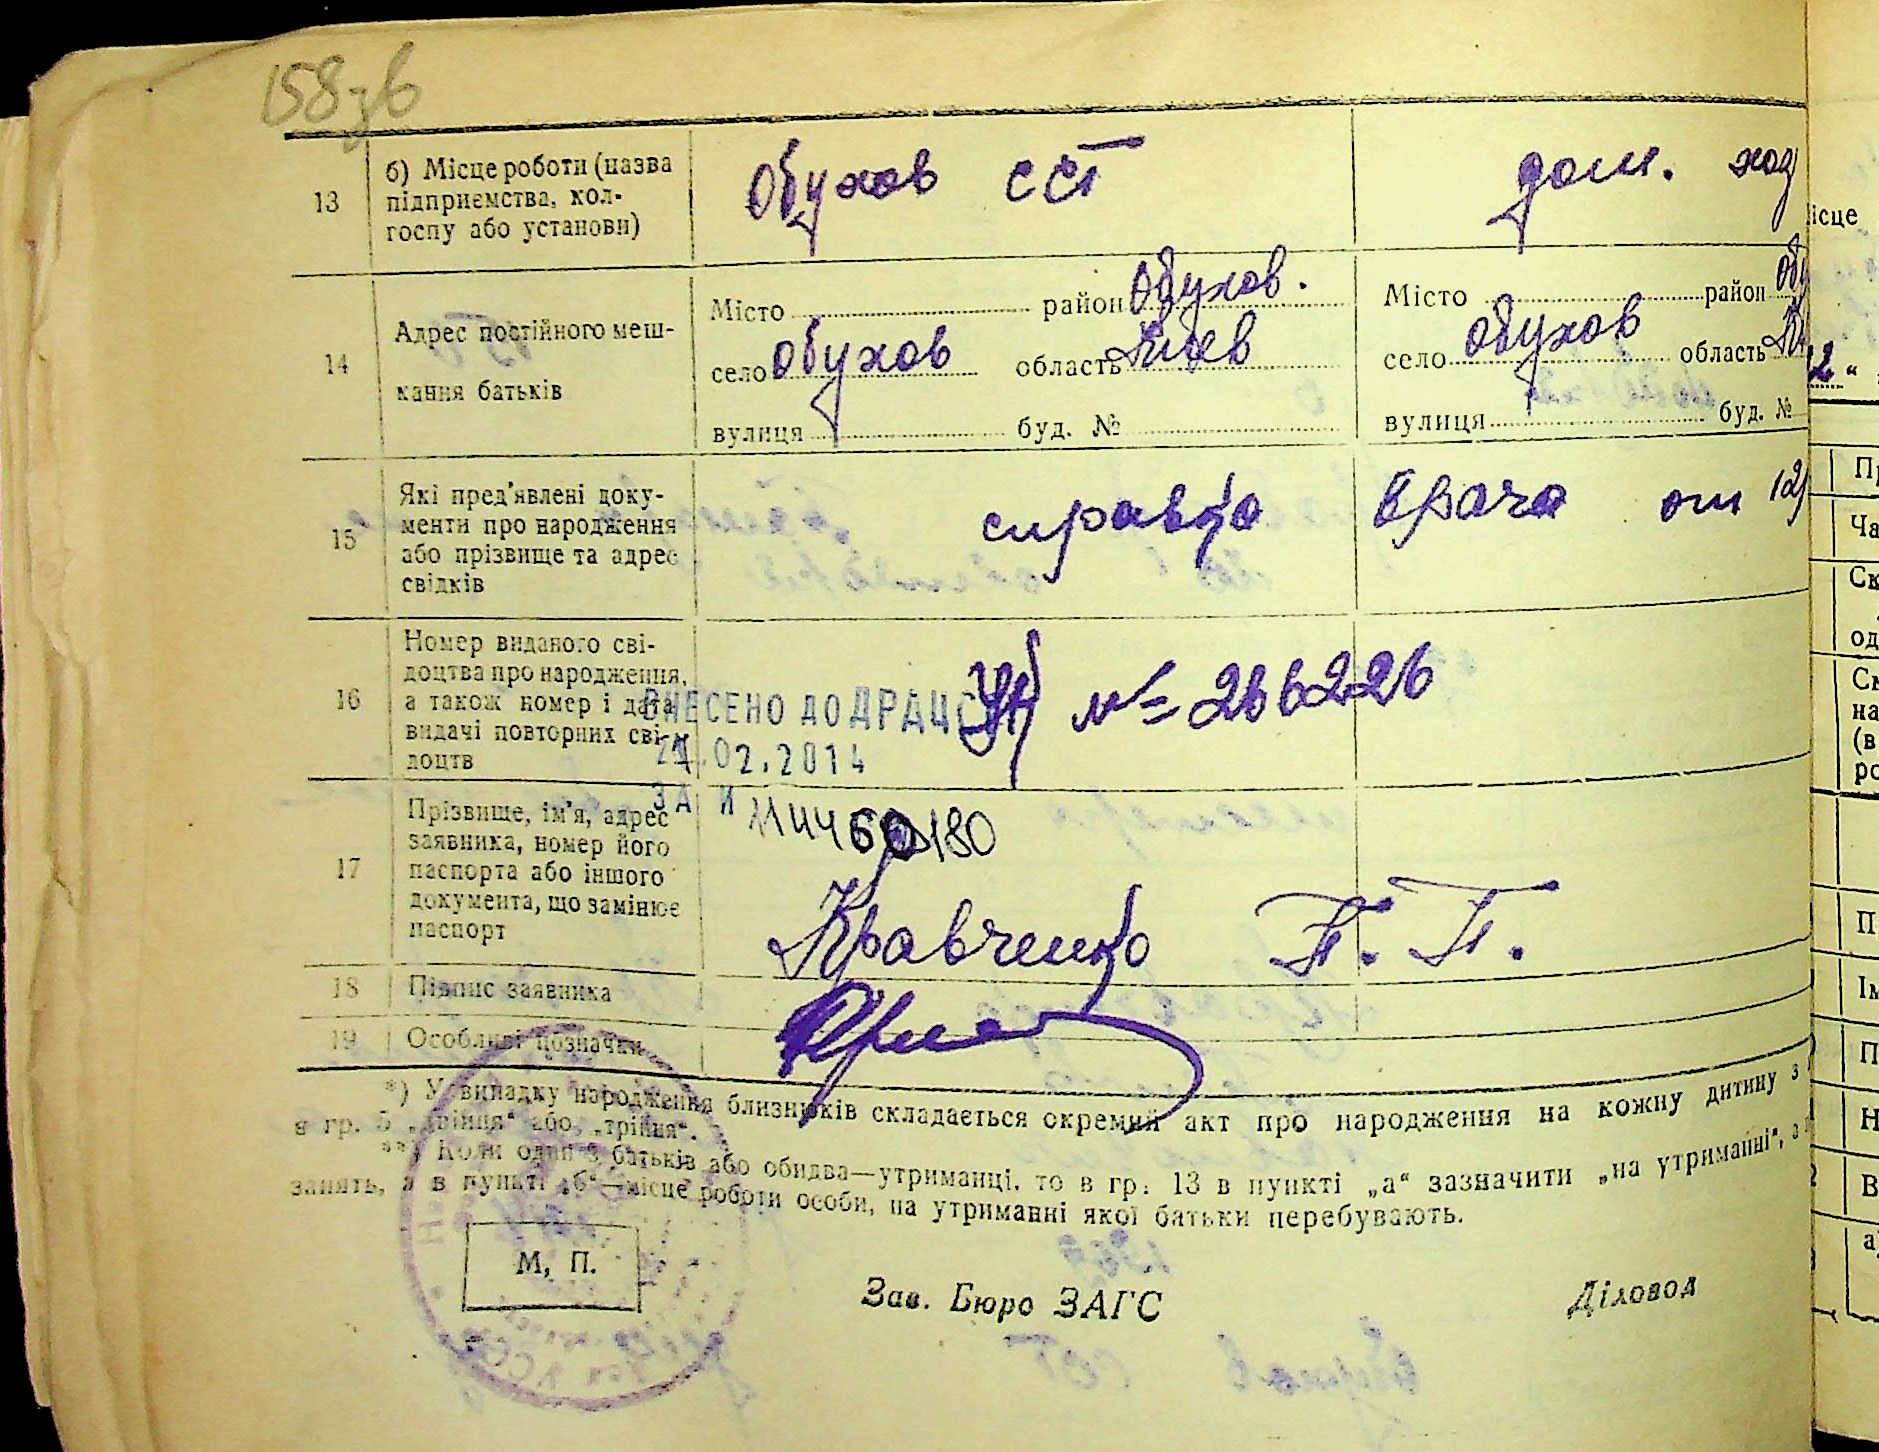 158зв
13 б) Місце роботи (назва підприємства, колгоспу або установи) Обухов ССТ дом. хоз
14 Адрес постійного меш-
кання батьків
Місто район Обухов. Місто район Обу
село Обухов область Киев село Обухов область Ки
вулиця буд. № вулиця буд. №
15 Які пред'явлені доку-
менти про народження
або прізвище та адрес
свідків
справка врача от 12
16 Номер виданого сві-
доцтва про народження,
а також номер і дата
видачі повторних сві-
доцтв
№ 266226
ВНЕСЕНО ДО ДРАЦС
.02.2014
ЗА
17 Прізвище, ім'я, адрес
заявника, номер його
паспорта або іншого
документа, що замінює
паспорт
Кравченко П. П.
18 Підпис заявника
19 Особливі позначки
*) У випадку народження близнюків складається окремий акт про народження на кожну дитину з
в гр. 5 „двійня“ або „трійня“.
**) Коли один з батьків або обидва—утриманці, то в гр. 13 в пункті „а“ зазначити „на утриманні“, а
занять, а в пункті „б“—місце роботи особи, на утриманні якої батьки перебувають.
М, П.
Зав. Бюро ЗАГС Діловод